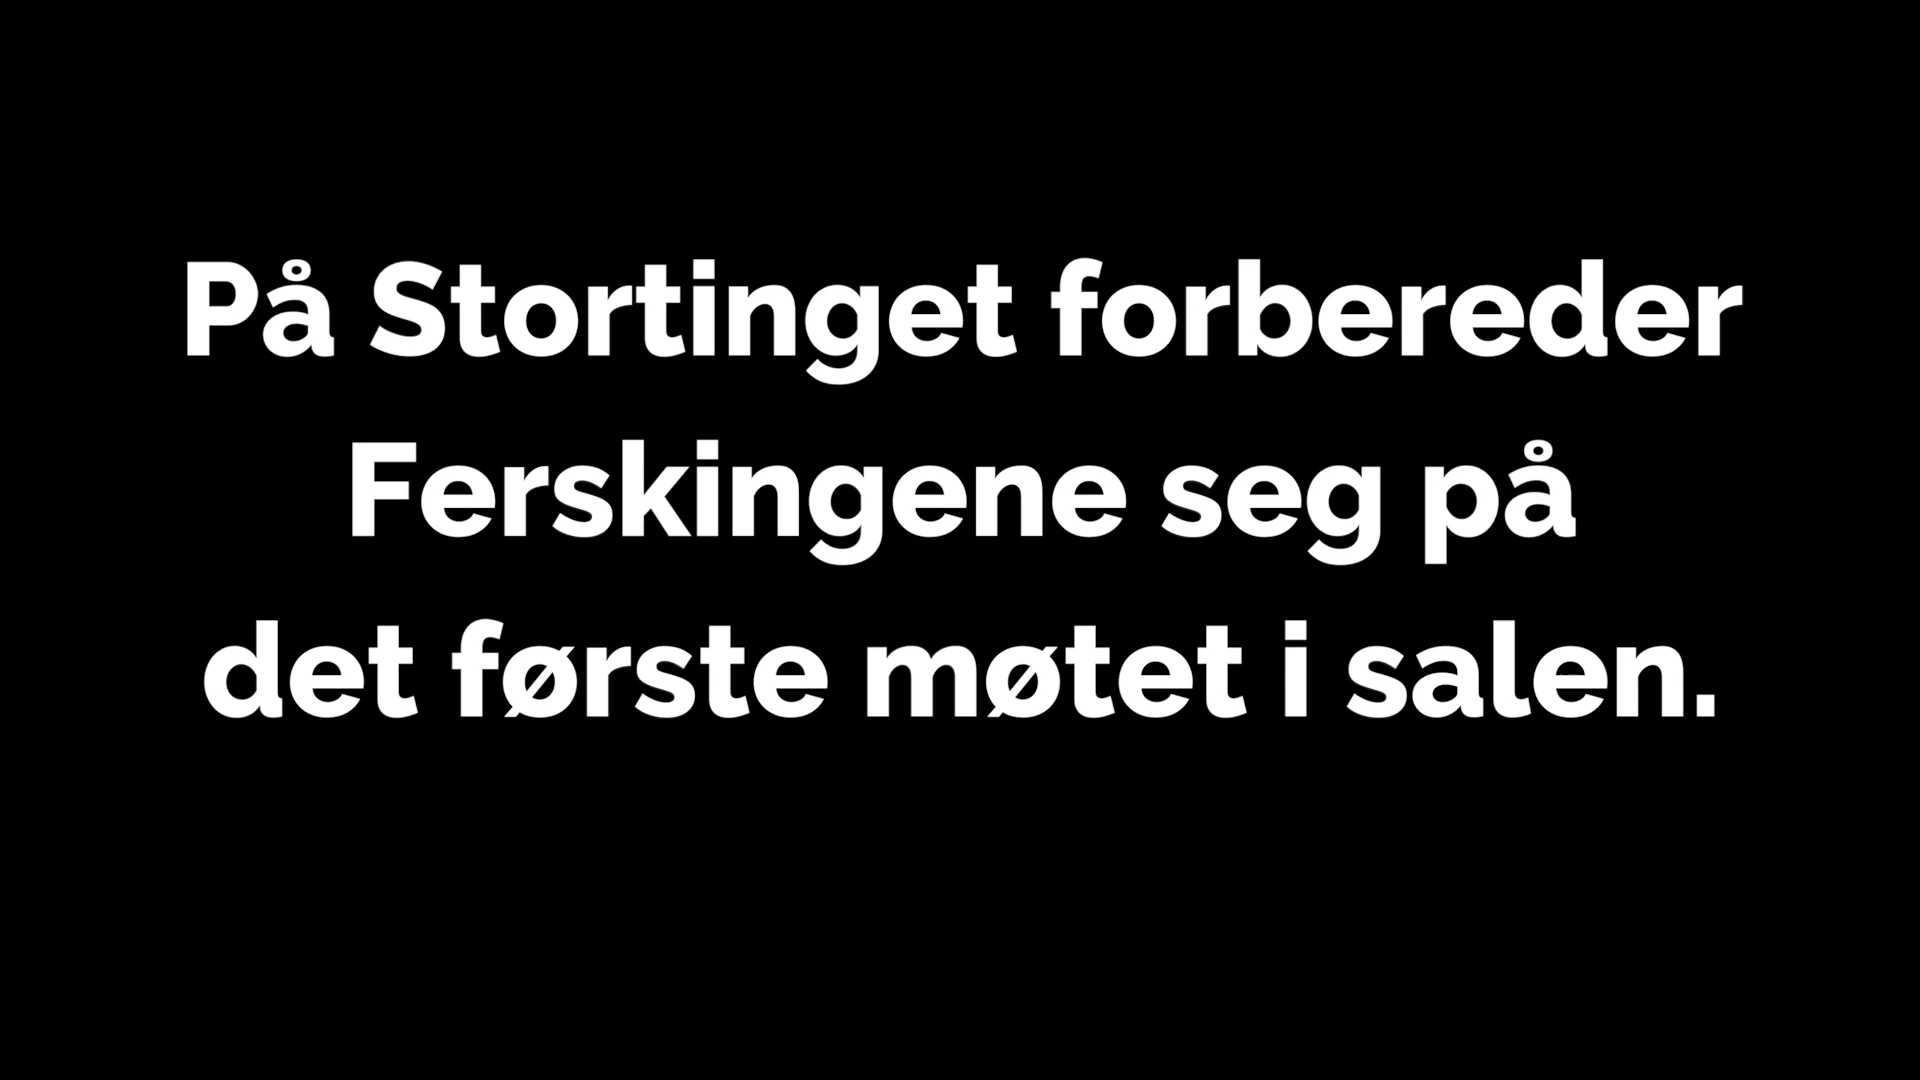 På Stortinget forbereder
Ferskingene seg på
det første møtet i salen.